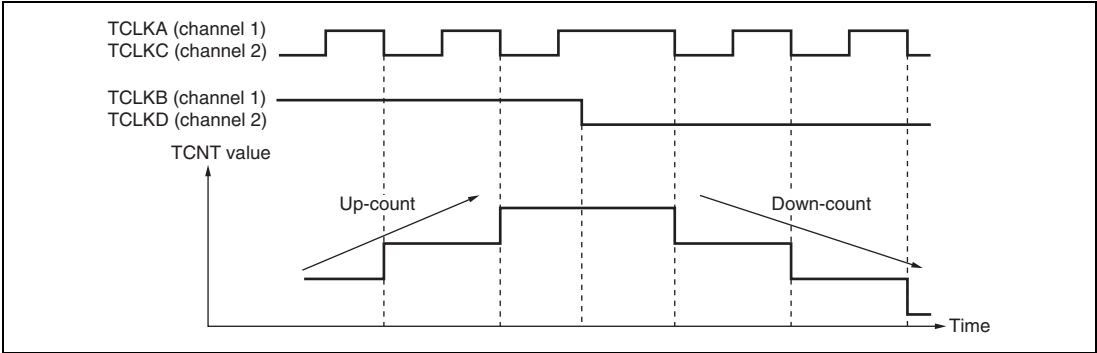 TCLKA (channel 1)
TCLKC (channel 2)
TCLKB (channel 1)
TCLKD (channel 2)
TCNT value
Up-count
Down-count
Time